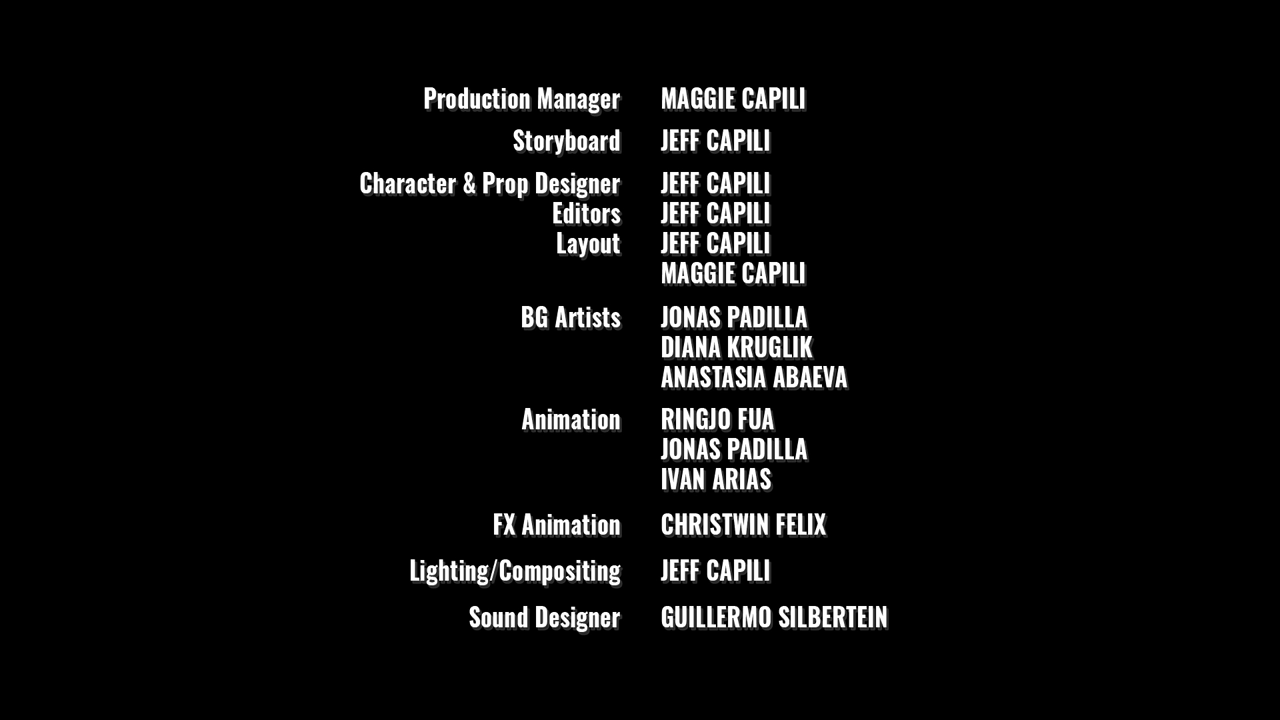 Production Manager MAGGIE CAPILI
Storyboard JEFF CAPILI
Character & Prop Designer JEFF CAPILI
Editors JEFF CAPILI
Layout JEFF CAPILI
MAGGIE CAPILI
BG Artists JONAS PADILLA
DIANA KRUGLIK
ANASTASIA ABAEVA
Animation RINGJO FUA
JONAS PADILLA
IVAN ARIAS
FX Animation CHRISTWIN FELIX
Lighting/Compositing JEFF CAPILI
Sound Designer GUILLERMO SILBERTEIN